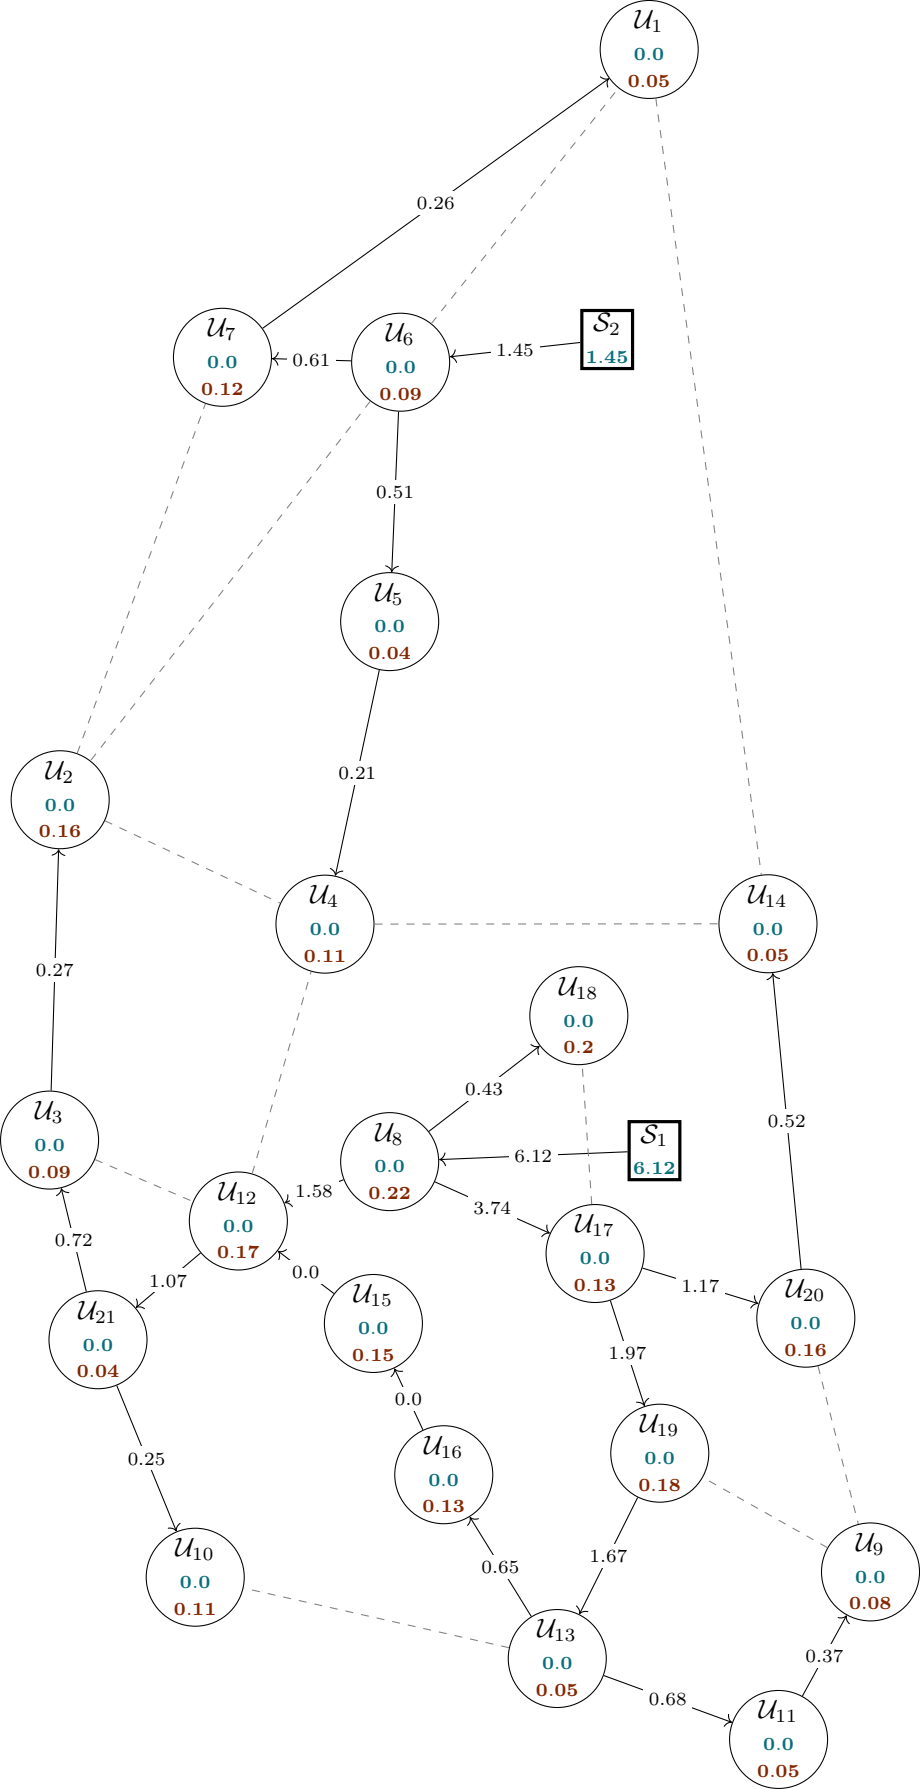 𝒰₁
0.0
0.05
0.26
𝒰₇
0.0
0.12
0.61
𝒰₆
0.0
0.09
1.45
𝒮₂
1.45
0.51
𝒰₅
0.0
0.04
0.21
𝒰₂
0.0
0.16
𝒰₄
0.0
0.11
𝒰₁₄
0.0
0.05
0.27
𝒰₁₈
0.0
0.2
0.43
0.52
𝒰₃
0.0
0.09
𝒰₈
0.0
0.22
6.12
𝒮₁
6.12
𝒰₁₂
0.0
0.17
1.58
3.74
𝒰₁₇
0.0
0.13
0.72
1.07
0.0
1.17
𝒰₂₀
0.0
0.16
𝒰₂₁
0.0
0.04
𝒰₁₅
0.0
0.15
1.97
0.0
0.25
𝒰₁₆
0.0
0.13
𝒰₁₉
0.0
0.18
𝒰₁₀
0.0
0.11
0.65
1.67
𝒰₉
0.0
0.08
𝒰₁₃
0.0
0.05
0.37
0.68
𝒰₁₁
0.0
0.05